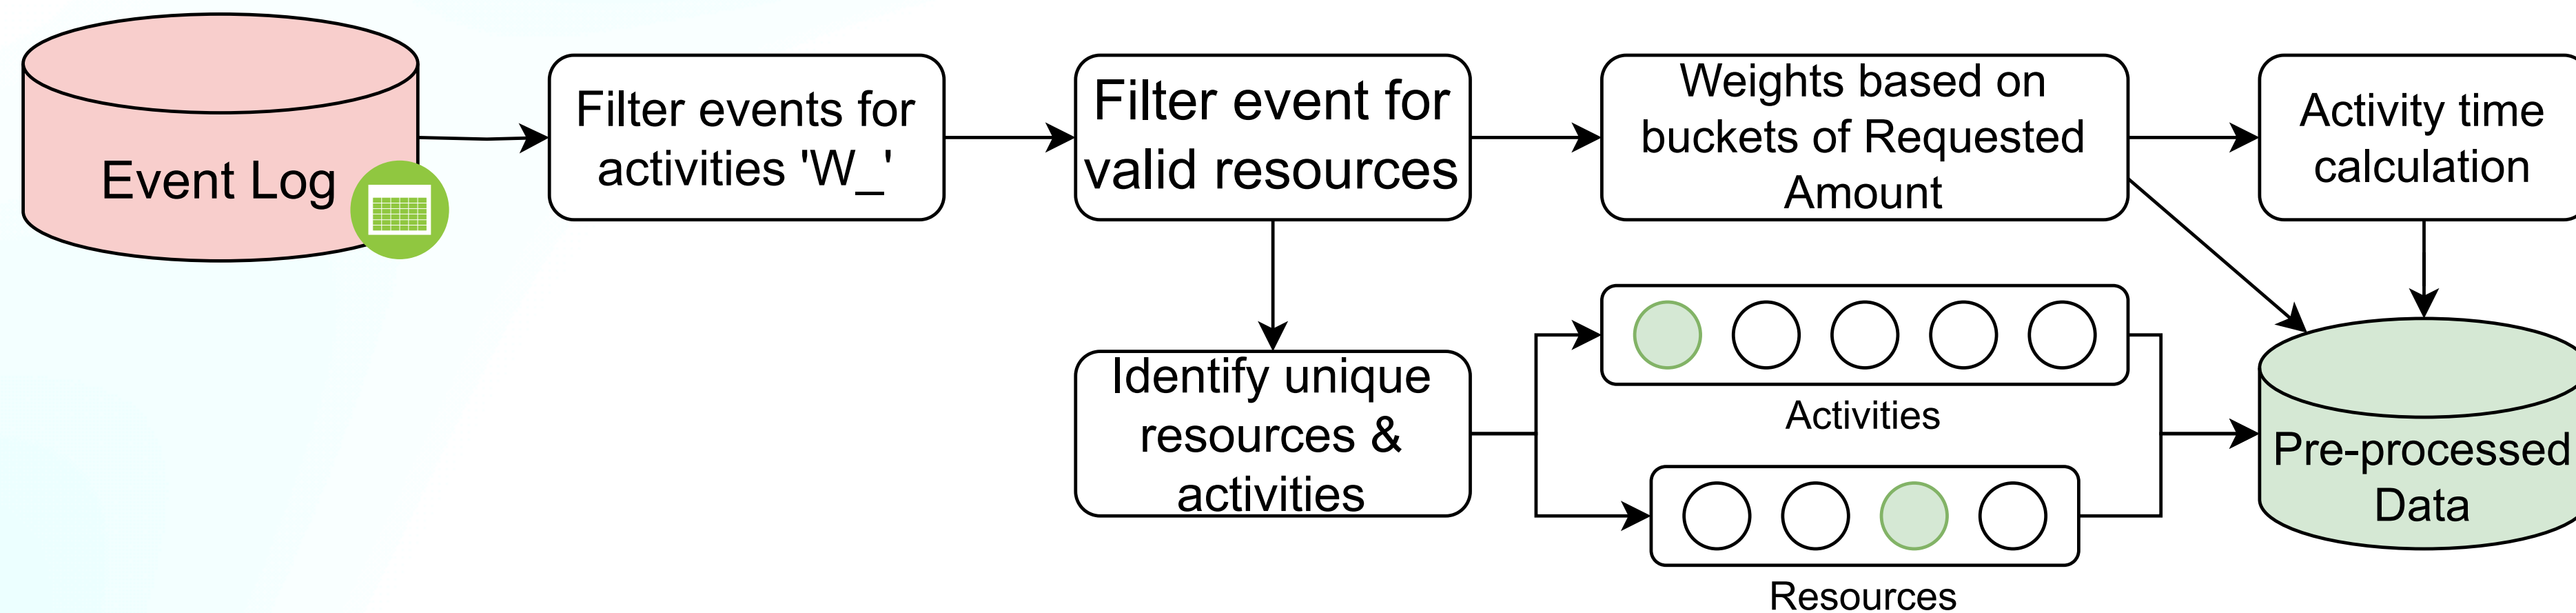 Event Log
Filter events for
activities 'W_'
Filter event for
valid resources
Weights based on
buckets of Requested
Amount
Activity time
calculation
Identify unique
resources &
activities
Activities
Resources
Pre-processed
Data